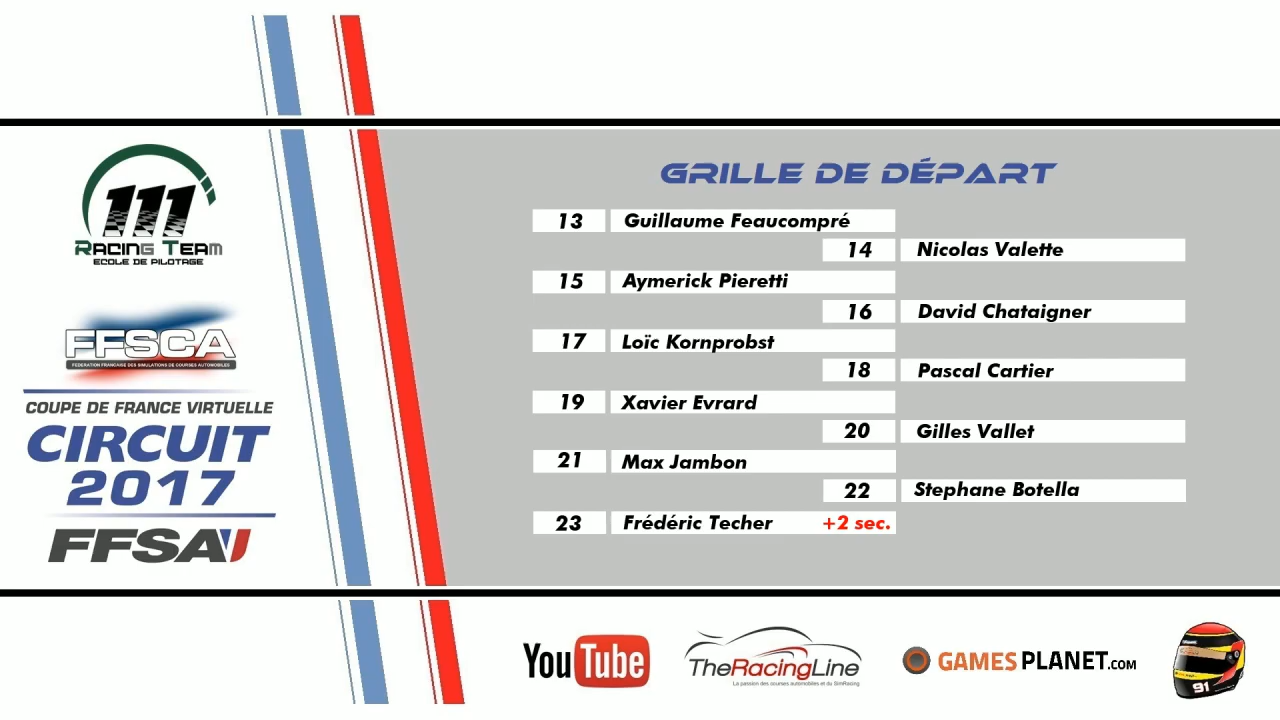 GRILLE DE DÉPART
13 Guillaume Feaucompré
14 Nicolas Valette
15 Aymerick Pieretti
16 David Chataigner
17 Loïc Kornprobst
18 Pascal Cartier
19 Xavier Evrard
20 Gilles Vallet
21 Max Jambon
22 Stephane Botella
23 Frédéric Techer +2 sec.
111
RACING TEAM
ECOLE DE PILOTAGE
FFSCA
FEDERATION FRANÇAISE DES SIMULATIONS DE COURSES AUTOMOBILES
COUPE DE FRANCE VIRTUELLE
CIRCUIT
2017
FFSA
YouTube
TheRacingLine
La passion des courses automobiles et du SimRacing
GAMESPLANET.COM
91